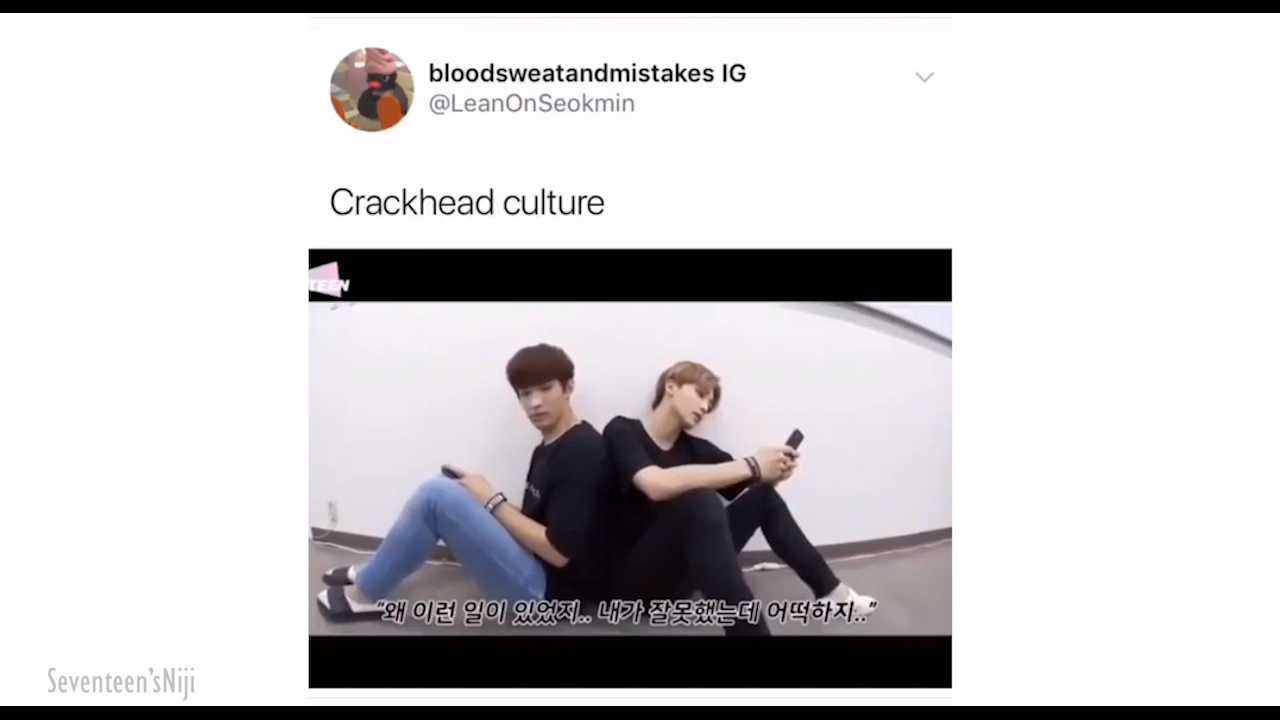 bloodsweatandmistakes IG
@LeanOnSeokmin
Crackhead culture
TEEN
"왜 이런 일이 있었지.. 내가 잘못했는데 어떡하지.."
Seventeen'sNiji